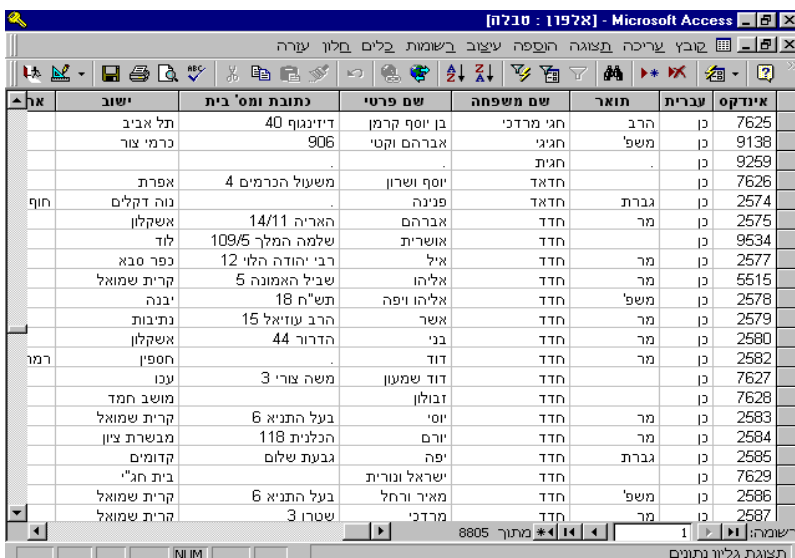 Microsoft Access - [אלפון : טבלה]
קובץ עריכה תצוגה הוספה עיצוב רשומות כלים חלון עזרה
אינדקס עברית תואר שם משפחה שם פרטי כתובת ומס' בית ישוב אר
7625 כן הרב חגי מרדכי בן יוסף קרמן דיזינגוף 40 תל אביב
9138 כן משפ' חגיגי אברהם וקטי 906 כרמי צור
9259 כן . חגית . .
7626 כן חדאד יוסף ושרון משעול הכרמים 4 אפרת
2574 כן גברת חדאד פנינה . נוה דקלים חוף
2575 כן מר חדד אברהם האריה 14/11 אשקלון
9534 כן חדד אושרית שלמה המלך 109/5 לוד
2577 כן מר חדד איל רבי יהודה הלוי 12 כפר סבא
5515 כן מר חדד אליהו שביל האמונה 5 קרית שמואל
2578 כן משפ' חדד אליהו ויפה תש"ח 18 יבנה
2579 כן מר חדד אשר הרב עוזיאל 15 נתיבות
2580 כן מר חדד בני הדרור 44 אשקלון
2582 כן מר חדד דוד . חספין רמת
7627 כן חדד דוד שמעון משה צורי 3 עכו
7628 כן חדד זבולון מושב חמד
2583 כן מר חדד יוסי בעל התניא 6 קרית שמואל
2584 כן מר חדד יורם הכלנית 118 מבשרת ציון
2585 כן גברת חדד יפה גבעת שלום קדומים
7629 כן חדד ישראל ונורית בית חג"י
2586 כן משפ' חדד מאיר ורחל בעל התניא 6 קרית שמואל
2587 כן מר חדד מרדכי שטרן 3 קרית שמואל
רשומה: 1 מתוך 8805
תצוגת גליון נתונים NUM